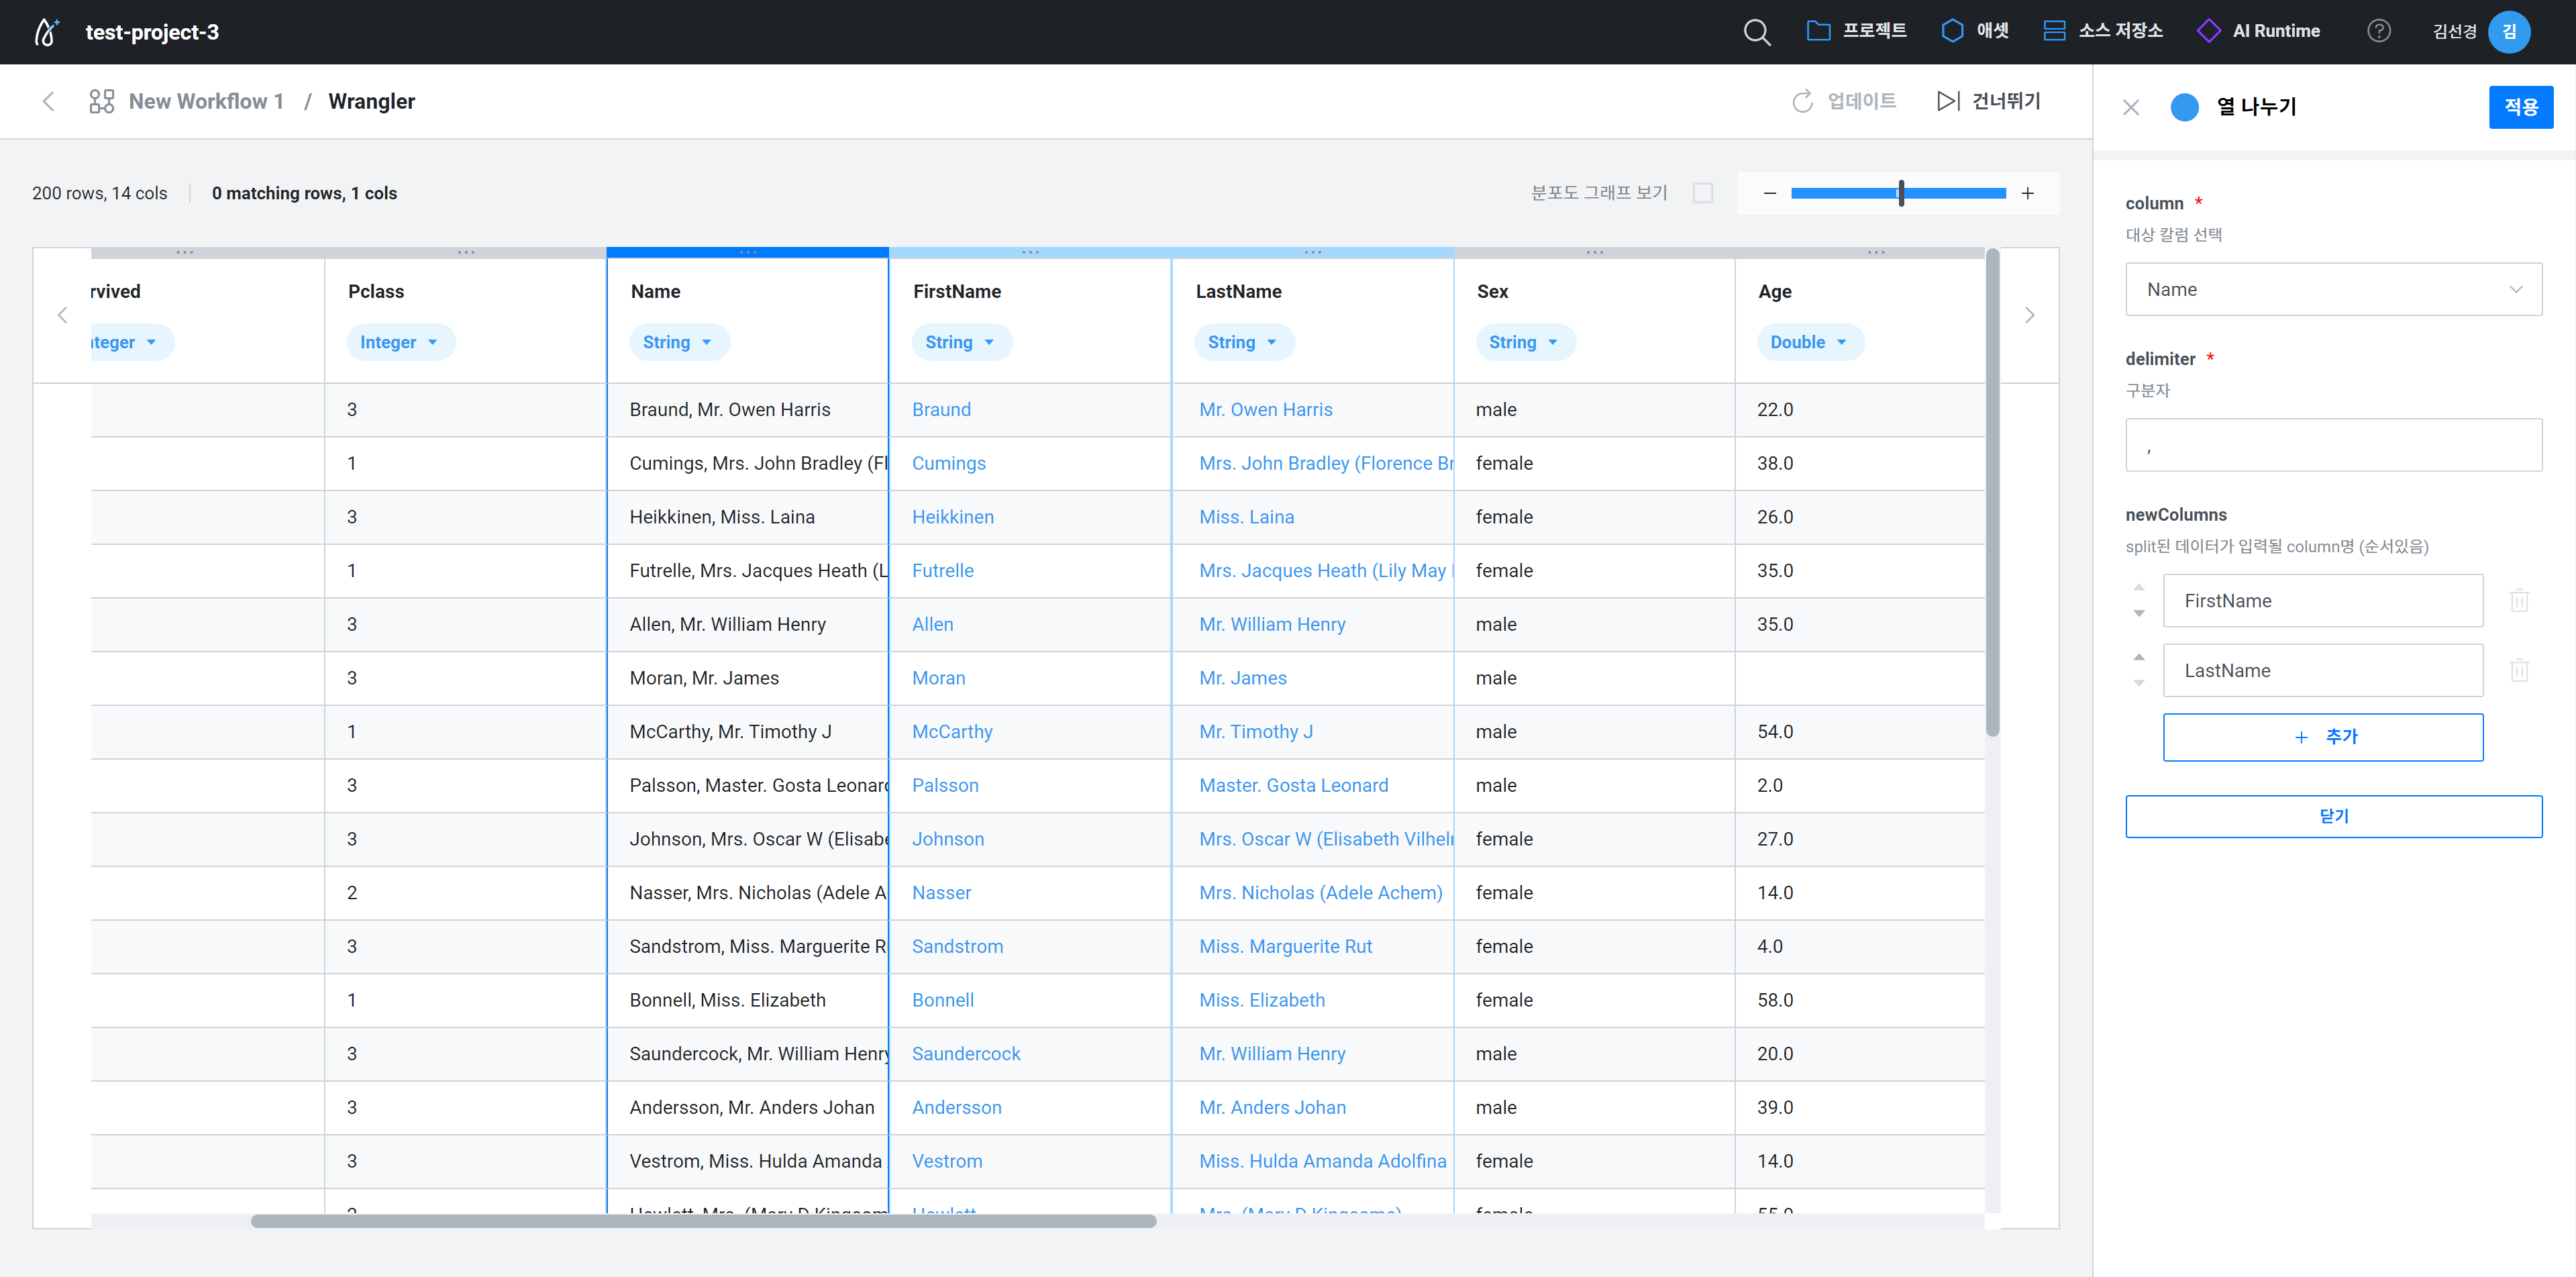 test-project-3
프로젝트
애셋
소스 저장소
AI Runtime
?
김선경
김
New Workflow 1 / Wrangler
업데이트
건너뛰기
열 나누기
적용
200 rows, 14 cols
0 matching rows, 1 cols
분포도 그래프 보기
rvived Pclass Name FirstName LastName Sex Age
nteger Integer String String String String Double
3 Braund, Mr. Owen Harris Braund Mr. Owen Harris male 22.0
1 Cumings, Mrs. John Bradley (Fl Cumings Mrs. John Bradley (Florence Br female 38.0
3 Heikkinen, Miss. Laina Heikkinen Miss. Laina female 26.0
1 Futrelle, Mrs. Jacques Heath (L Futrelle Mrs. Jacques Heath (Lily May female 35.0
3 Allen, Mr. William Henry Allen Mr. William Henry male 35.0
3 Moran, Mr. James Moran Mr. James male
1 McCarthy, Mr. Timothy J McCarthy Mr. Timothy J male 54.0
3 Palsson, Master. Gosta Leonard Palsson Master. Gosta Leonard male 2.0
3 Johnson, Mrs. Oscar W (Elisabe Johnson Mrs. Oscar W (Elisabeth Vilhel female 27.0
2 Nasser, Mrs. Nicholas (Adele A Nasser Mrs. Nicholas (Adele Achem) female 14.0
3 Sandstrom, Miss. Marguerite R Sandstrom Miss. Marguerite Rut female 4.0
1 Bonnell, Miss. Elizabeth Bonnell Miss. Elizabeth female 58.0
3 Saundercock, Mr. William Henry Saundercock Mr. William Henry male 20.0
3 Andersson, Mr. Anders Johan Andersson Mr. Anders Johan male 39.0
3 Vestrom, Miss. Hulda Amanda Vestrom Miss. Hulda Amanda Adolfina female 14.0
2 Hewlett, Mrs. (Mary D Kingcom Hewlett Mrs. (Mary D Kingcome) female 55.0
column *
대상 칼럼 선택
Name
delimiter *
구분자
,
newColumns
split된 데이터가 입력될 column명 (순서있음)
FirstName
LastName
+ 추가
닫기